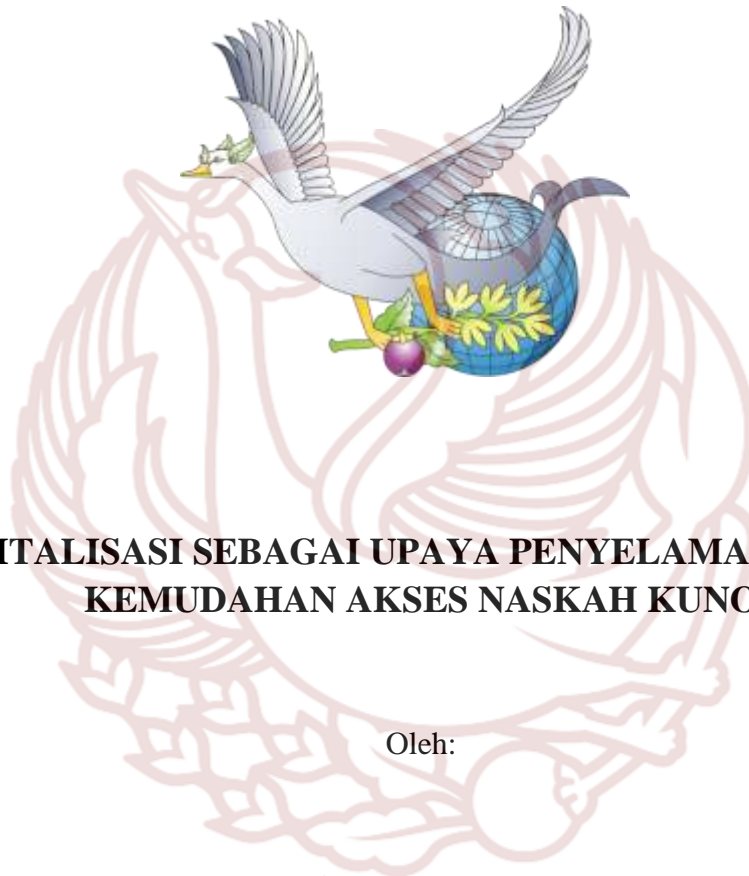 ITALISASI SEBAGAI UPAYA PENYELAMA
KEMUDAHAN AKSES NASKAH KUNO
Oleh: